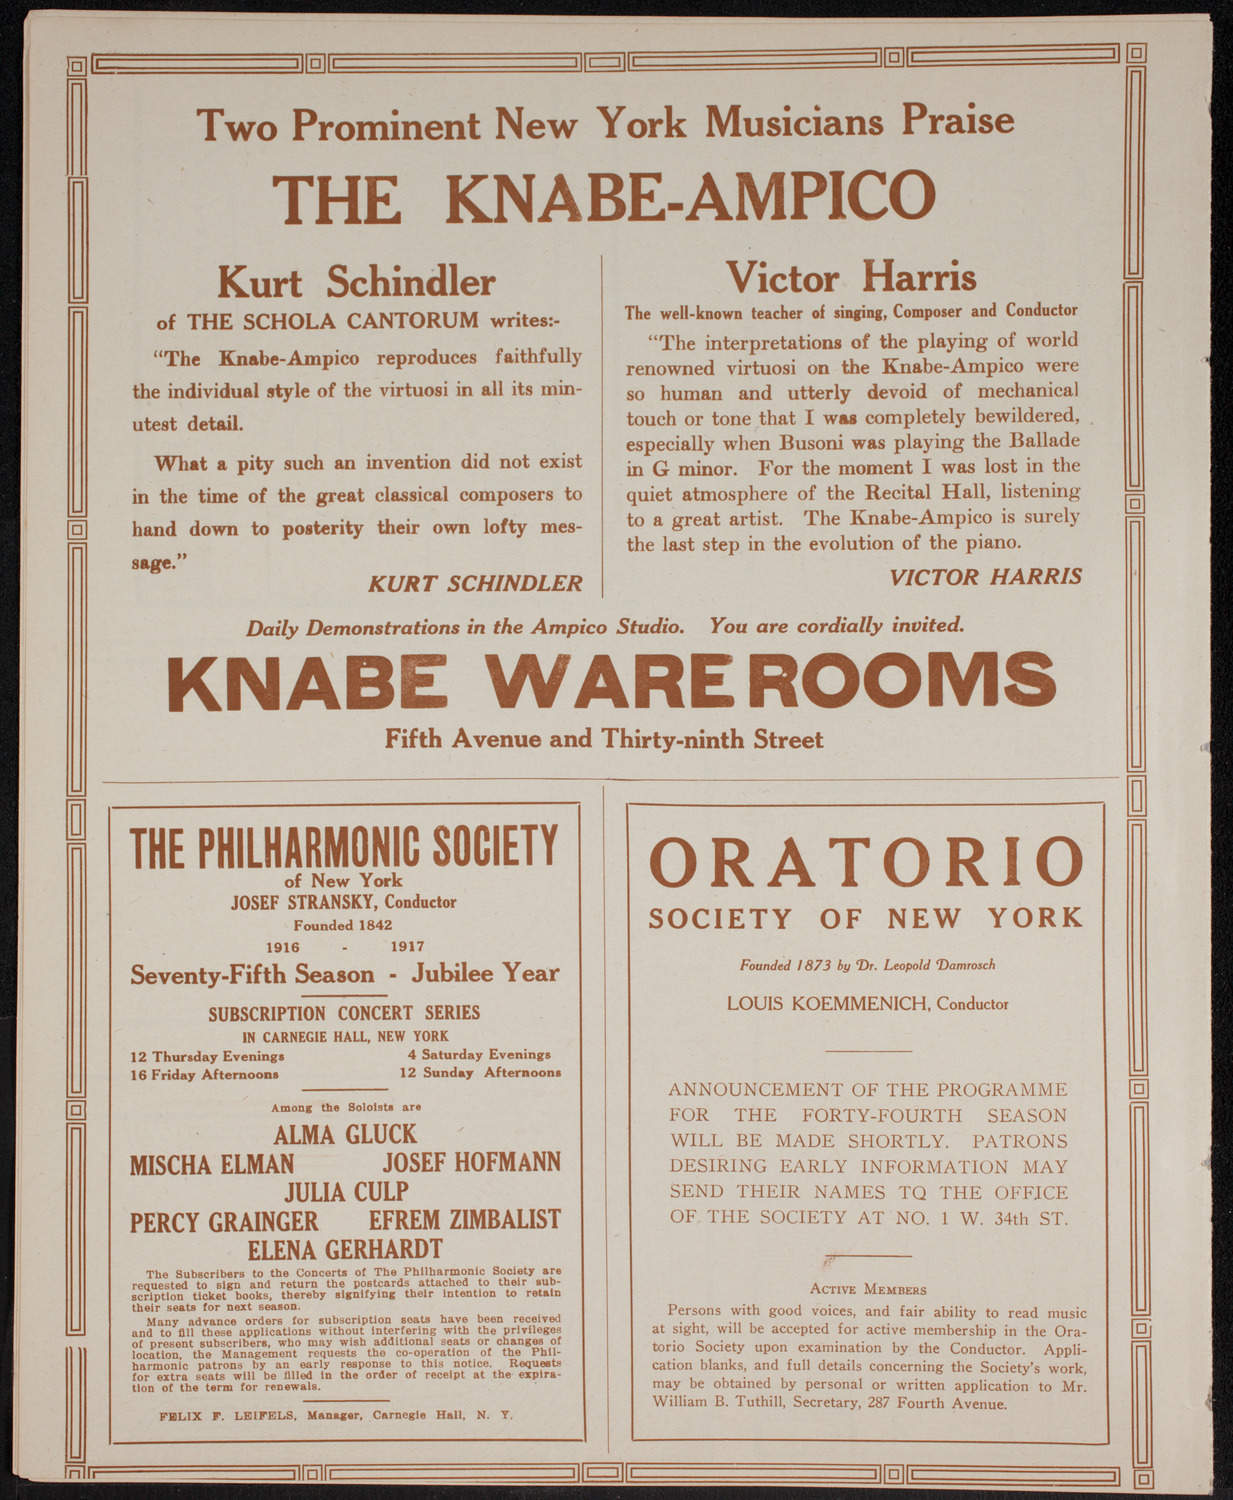 Two Prominent New York Musicians Praise
THE KNABE-AMPICO
Kurt Schindler
of THE SCHOLA CANTORUM writes:-
“The Knabe-Ampico reproduces faithfully
the individual style of the virtuosi in all its min-
utest detail.
What a pity such an invention did not exist
in the time of the great classical composers to
hand down to posterity their own lofty mes-
sage.”
KURT SCHINDLER
Victor Harris
The well-known teacher of singing, Composer and Conductor
“The interpretations of the playing of world
renowned virtuosi on the Knabe-Ampico were
so human and utterly devoid of mechanical
touch or tone that I was completely bewildered,
especially when Busoni was playing the Ballade
in G minor. For the moment I was lost in the
quiet atmosphere of the Recital Hall, listening
to a great artist. The Knabe-Ampico is surely
the last step in the evolution of the piano.
VICTOR HARRIS
Daily Demonstrations in the Ampico Studio. You are cordially invited.
KNABE WAREROOMS
Fifth Avenue and Thirty-ninth Street
THE PHILHARMONIC SOCIETY
of New York
JOSEF STRANSKY, Conductor
Founded 1842
1916 - 1917
Seventy-Fifth Season - Jubilee Year
SUBSCRIPTION CONCERT SERIES
IN CARNEGIE HALL, NEW YORK
12 Thursday Evenings 4 Saturday Evenings
16 Friday Afternoons 12 Sunday Afternoons
Among the Soloists are
ALMA GLUCK
MISCHA ELMAN JOSEF HOFMANN
JULIA CULP
PERCY GRAINGER EFREM ZIMBALIST
ELENA GERHARDT
The Subscribers to the Concerts of The Philharmonic Society are
requested to sign and return the postcards attached to their sub-
scription ticket books, thereby signifying their intention to retain
their seats for next season.
Many advance orders for subscription seats have been received
and to fill these applications without interfering with the privileges
of present subscribers, who may wish additional seats or changes of
location, the Management requests the co-operation of the Phil-
harmonic patrons by an early response to this notice. Requests
for extra seats will be filled in the order of receipt at the expira-
tion of the term for renewals.
FELIX F. LEIFELS, Manager, Carnegie Hall, N. Y.
ORATORIO
SOCIETY OF NEW YORK
Founded 1873 by Dr. Leopold Damrosch
LOUIS KOEMMENICH, Conductor
ANNOUNCEMENT OF THE PROGRAMME
FOR THE FORTY-FOURTH SEASON
WILL BE MADE SHORTLY. PATRONS
DESIRING EARLY INFORMATION MAY
SEND THEIR NAMES TO THE OFFICE
OF THE SOCIETY AT NO. 1 W. 34th ST.
ACTIVE MEMBERS
Persons with good voices, and fair ability to read music
at sight, will be accepted for active membership in the Ora-
torio Society upon examination by the Conductor. Appli-
cation blanks, and full details concerning the Society's work,
may be obtained by personal or written application to Mr.
William B. Tuthill, Secretary, 287 Fourth Avenue.